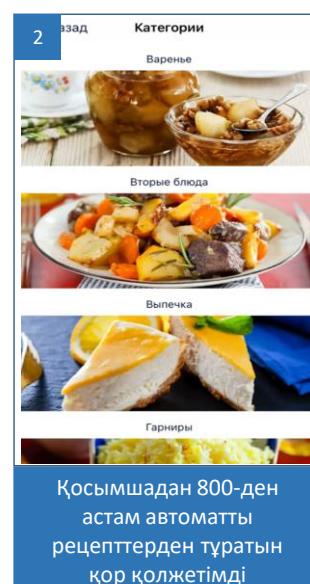 2
азад Категории
Варенье
Вторые блюда
Выпечка
Гарниры
Қосымшадан 800-ден
астам автоматты
рецепттерден тұратын
қор қолжетімді